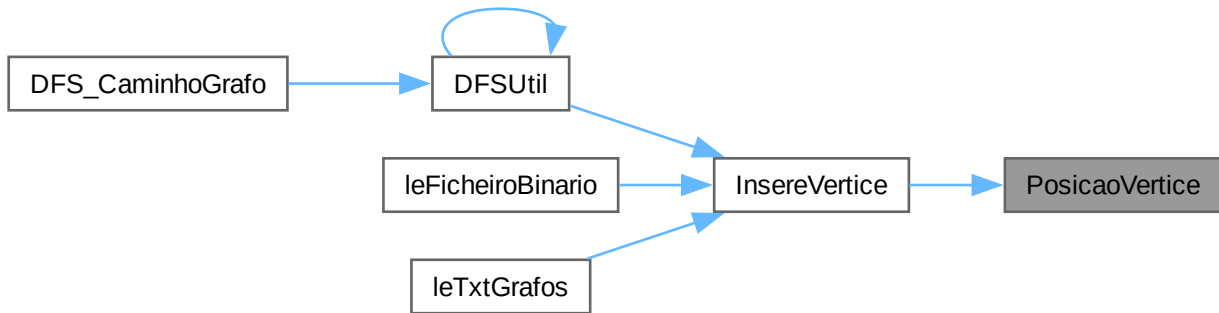 DFS_CaminhoGrafo
DFSUtil
leFicheiroBinario
InsereVertice
PosicaoVertice
leTxtGrafos